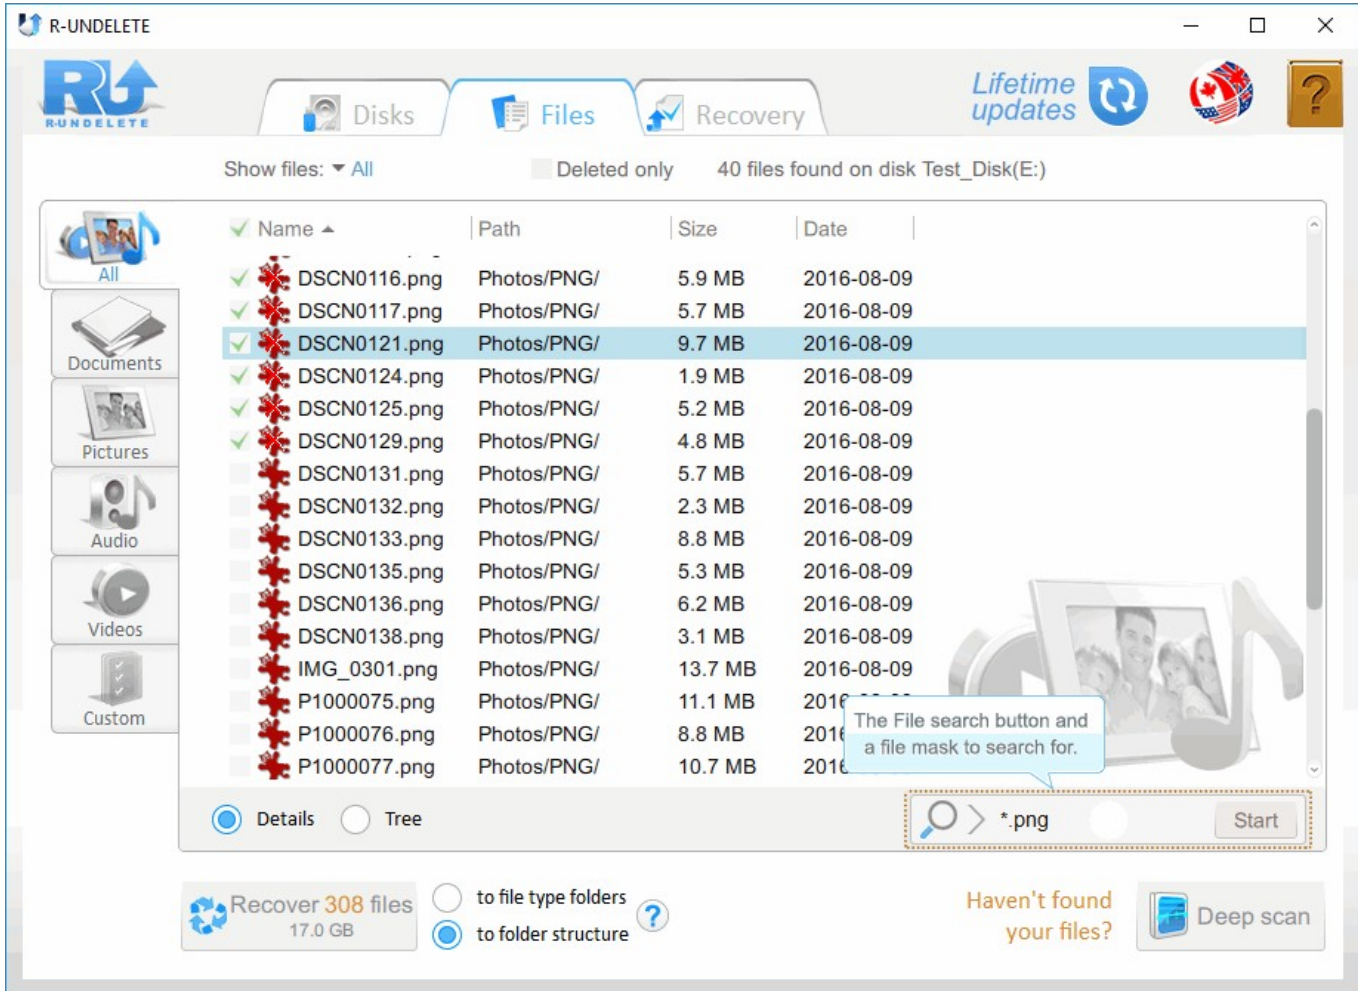 R-UNDELETE
R-UNDELETE
Disks
Files
Recovery
Lifetime
updates
Show files: All
Deleted only
40 files found on disk Test_Disk(E:)
All
Documents
Pictures
Audio
Videos
Custom
Name Path Size Date
DSCN0116.png Photos/PNG/ 5.9 MB 2016-08-09
DSCN0117.png Photos/PNG/ 5.7 MB 2016-08-09
DSCN0121.png Photos/PNG/ 9.7 MB 2016-08-09
DSCN0124.png Photos/PNG/ 1.9 MB 2016-08-09
DSCN0125.png Photos/PNG/ 5.2 MB 2016-08-09
DSCN0129.png Photos/PNG/ 4.8 MB 2016-08-09
DSCN0131.png Photos/PNG/ 5.7 MB 2016-08-09
DSCN0132.png Photos/PNG/ 2.3 MB 2016-08-09
DSCN0133.png Photos/PNG/ 8.8 MB 2016-08-09
DSCN0135.png Photos/PNG/ 5.3 MB 2016-08-09
DSCN0136.png Photos/PNG/ 6.2 MB 2016-08-09
DSCN0138.png Photos/PNG/ 3.1 MB 2016-08-09
IMG_0301.png Photos/PNG/ 13.7 MB 2016-08-09
P1000075.png Photos/PNG/ 11.1 MB
P1000076.png Photos/PNG/ 8.8 MB
P1000077.png Photos/PNG/ 10.7 MB
The File search button and
a file mask to search for.
Details
Tree
*.png
Start
Recover 308 files
17.0 GB
to file type folders
to folder structure
?
Haven't found
your files?
Deep scan